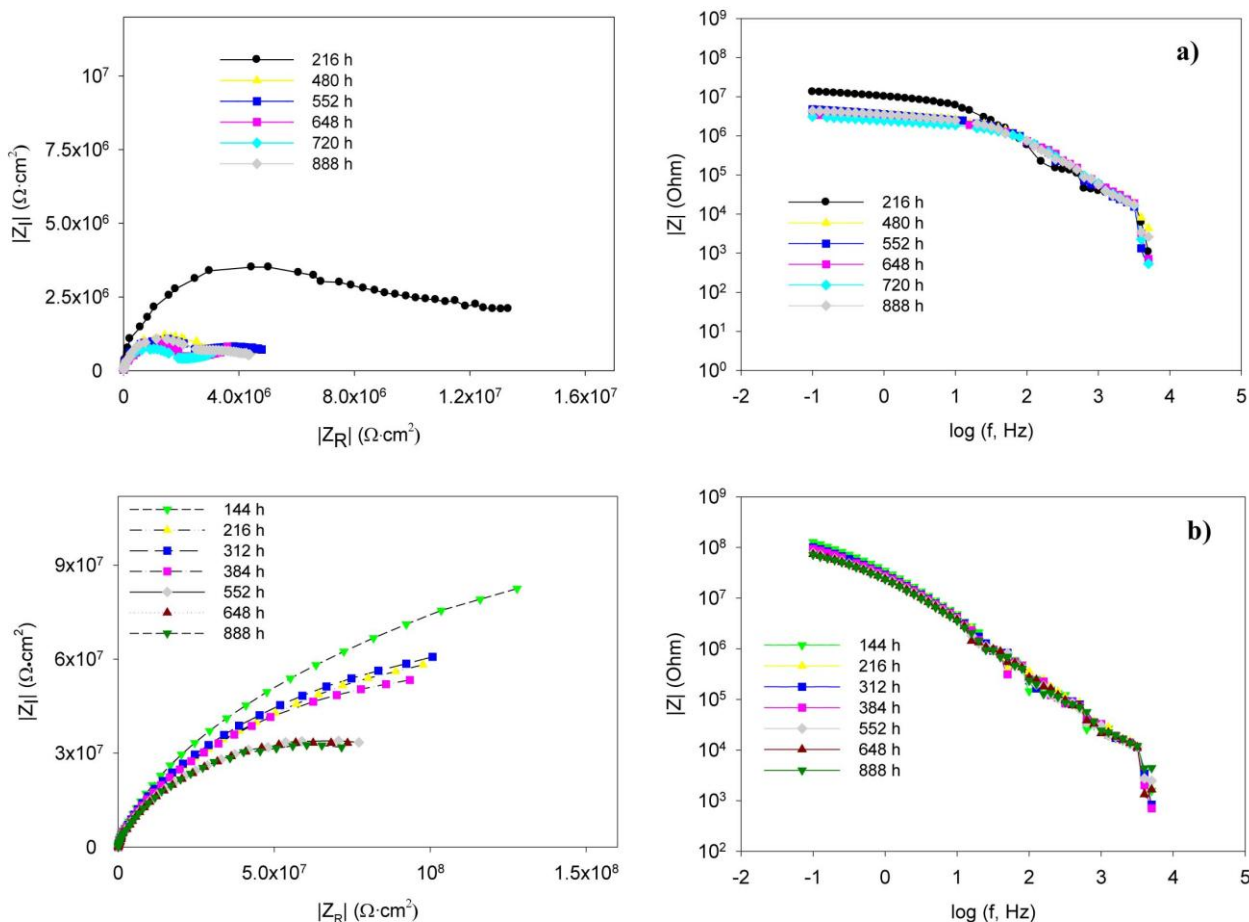 216 h
480 h
552 h
648 h
720 h
888 h
10⁷
7.5x10⁶
5.0x10⁶
2.5x10⁶
0
0
4.0x10⁶
8.0x10⁶
1.2x10⁷
1.6x10⁷
|Z_I| (Ω·cm²)
|Z_R| (Ω·cm²)
a)
10⁹
10⁸
10⁷
10⁶
10⁵
10⁴
10³
10²
10¹
10⁰
216 h
480 h
552 h
648 h
720 h
888 h
-2 -1 0 1 2 3 4 5
|Z| (Ohm)
log (f, Hz)
144 h
216 h
312 h
384 h
552 h
648 h
888 h
9x10⁷
6x10⁷
3x10⁷
0
0
5.0x10⁷
10⁸
1.5x10⁸
|Z_I| (Ω·cm²)
|Z_R| (Ω·cm²)
b)
10⁹
10⁸
10⁷
10⁶
10⁵
10⁴
10³
10²
144 h
216 h
312 h
384 h
552 h
648 h
888 h
-2 -1 0 1 2 3 4 5
|Z| (Ohm)
log (f, Hz)